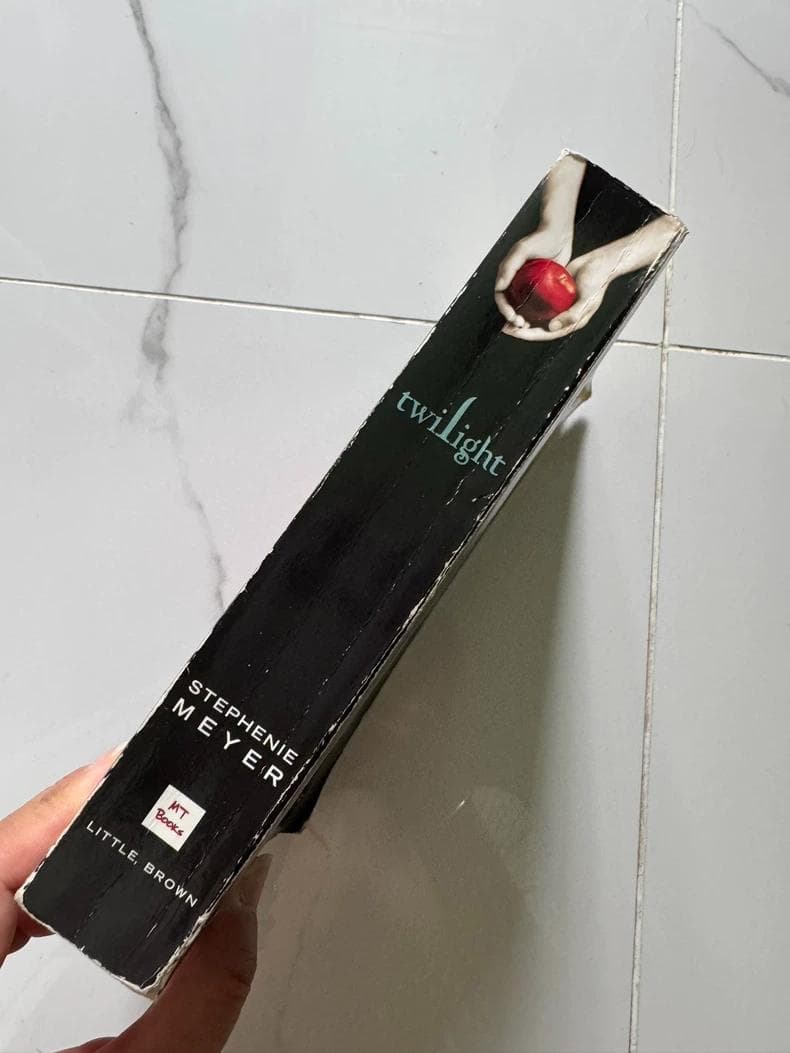 twilight
STEPHENIE
MEYER
MT
Books
LITTLE, BROWN